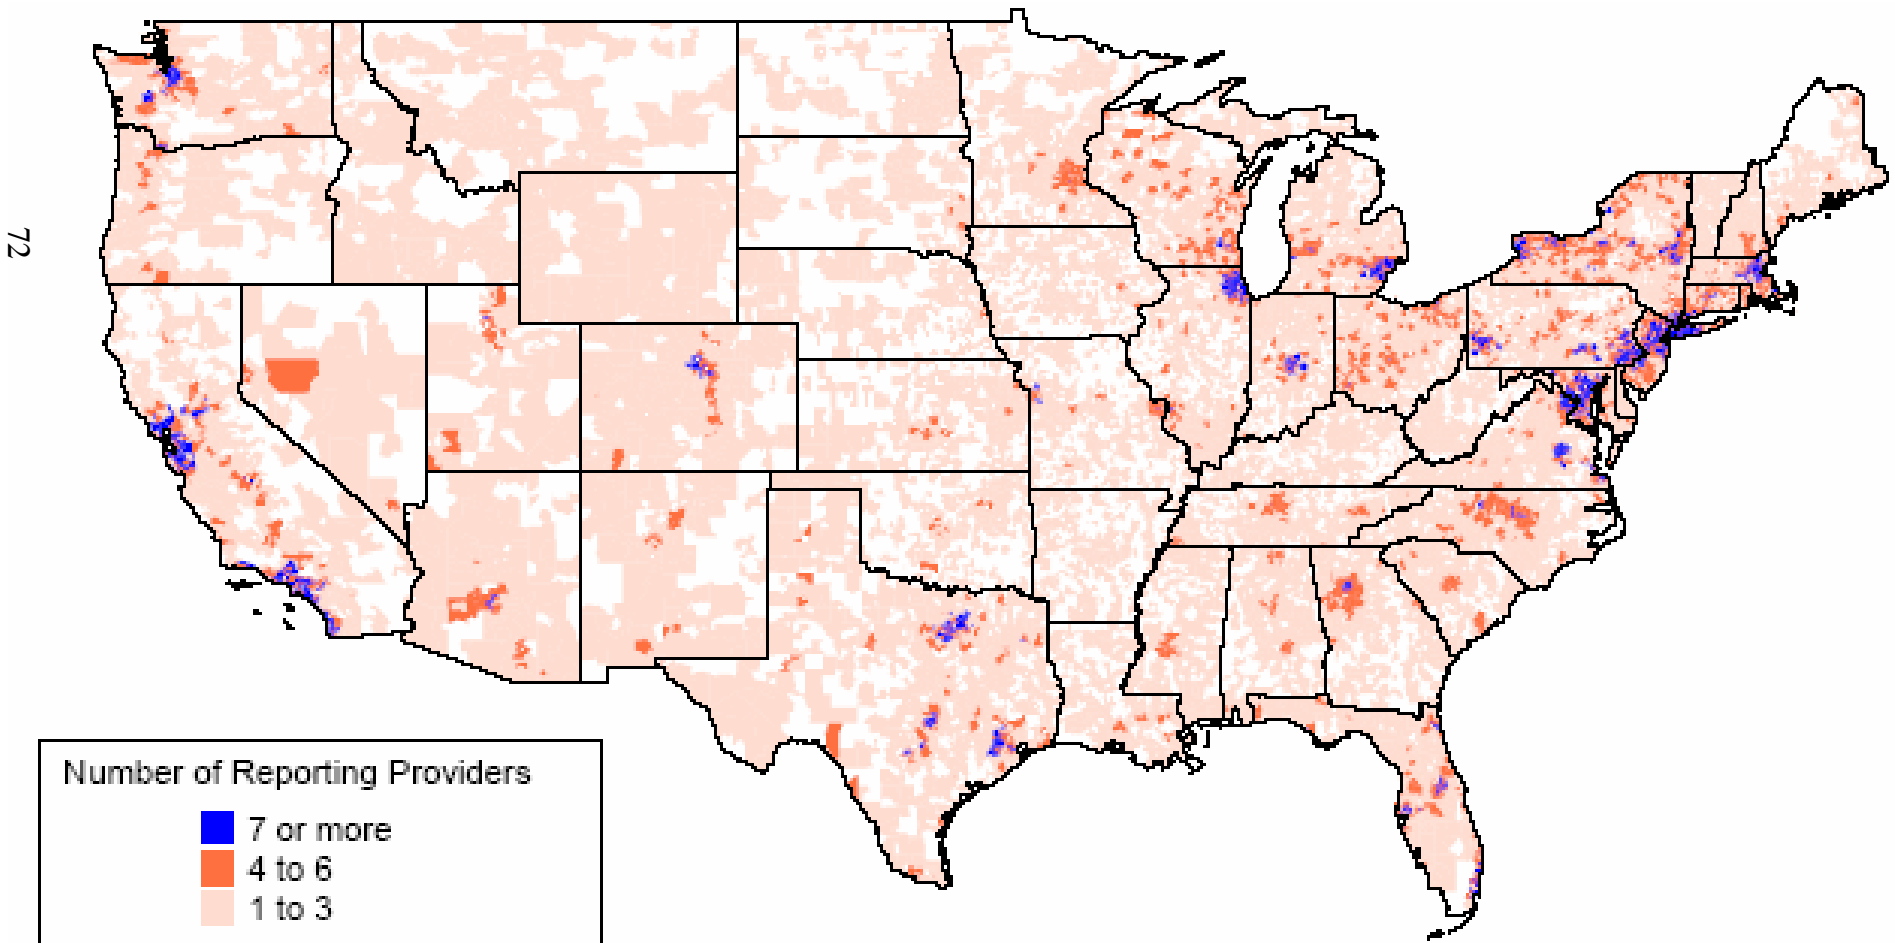 72
Number of Reporting Providers
7 or more
4 to 6
1 to 3